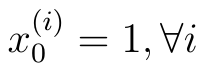 $x_0^{(i)} = 1, \forall i$